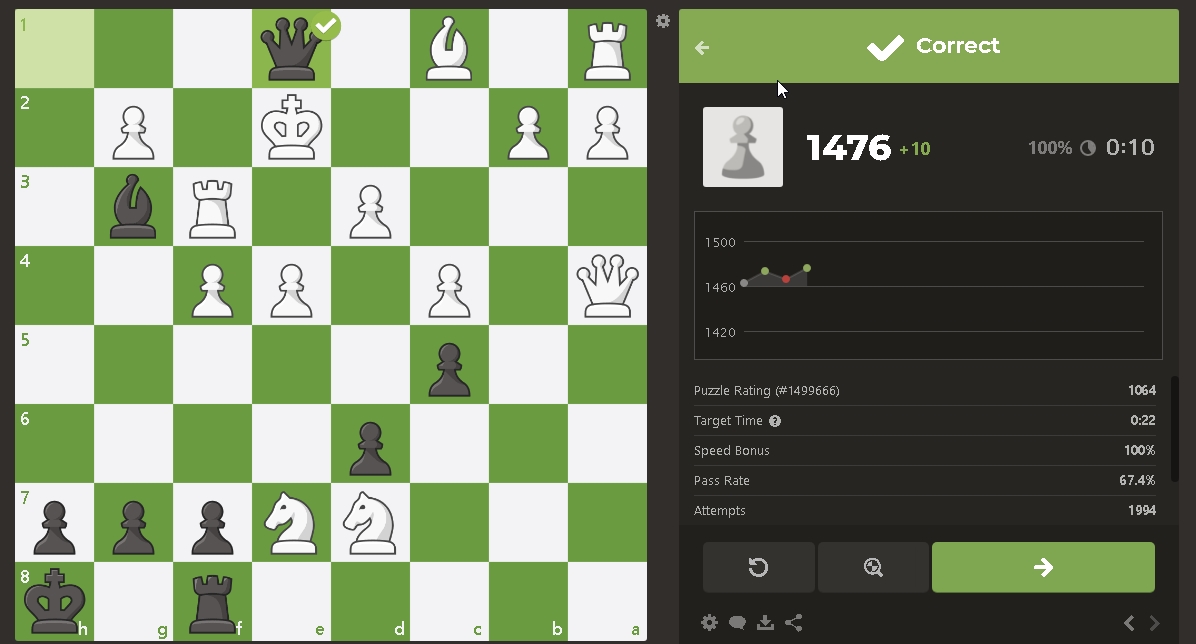 1
2
3
4
5
6
7
8
h g f e d c b a
Correct
1476 +10
100% 0:10
1500
1460
1420
Puzzle Rating (#1499666) 1064
Target Time ? 0:22
Speed Bonus 100%
Pass Rate 67.4%
Attempts 1994